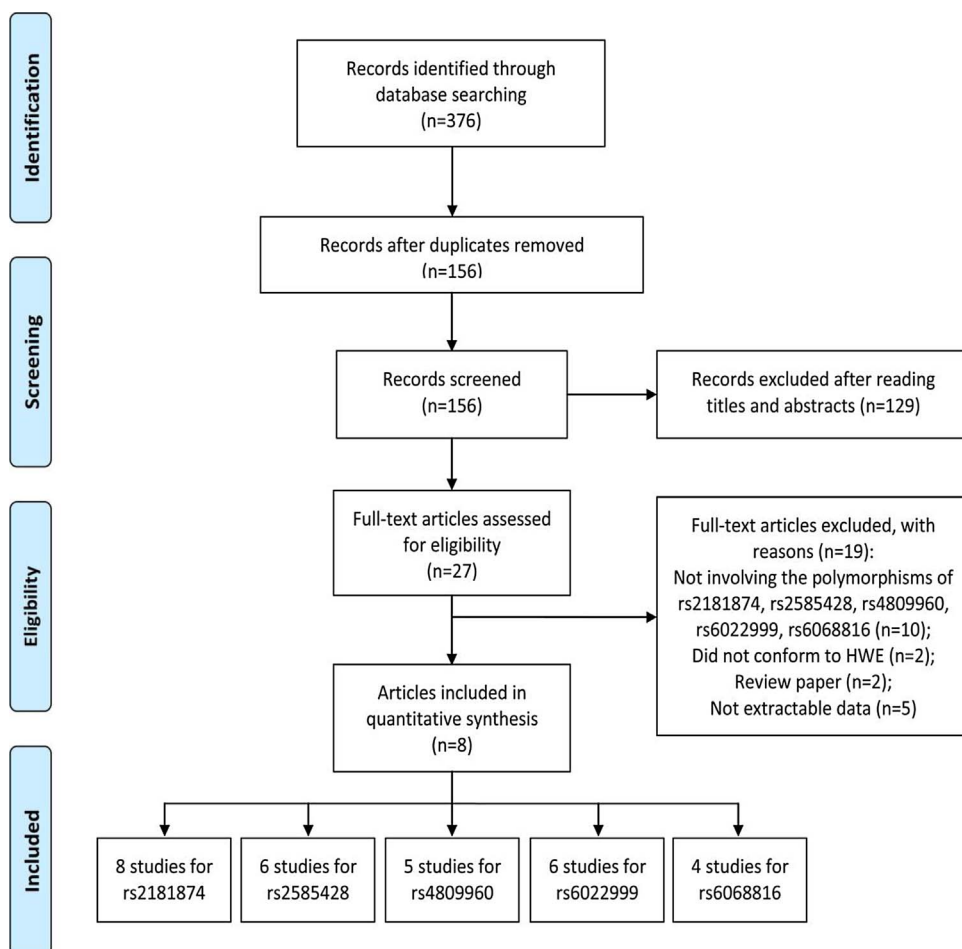 Identification
Records identified through
database searching
(n=376)
Records after duplicates removed
(n=156)
Screening
Records screened
(n=156)
Records excluded after reading
titles and abstracts (n=129)
Eligibility
Full-text articles assessed
for eligibility
(n=27)
Full-text articles excluded, with
reasons (n=19):
Not involving the polymorphisms of
rs2181874, rs2585428, rs4809960,
rs6022999, rs6068816 (n=10);
Did not conform to HWE (n=2);
Review paper (n=2);
Not extractable data (n=5)
Articles included in
quantitative synthesis
(n=8)
Included
8 studies for
rs2181874
6 studies for
rs2585428
5 studies for
rs4809960
6 studies for
rs6022999
4 studies for
rs6068816